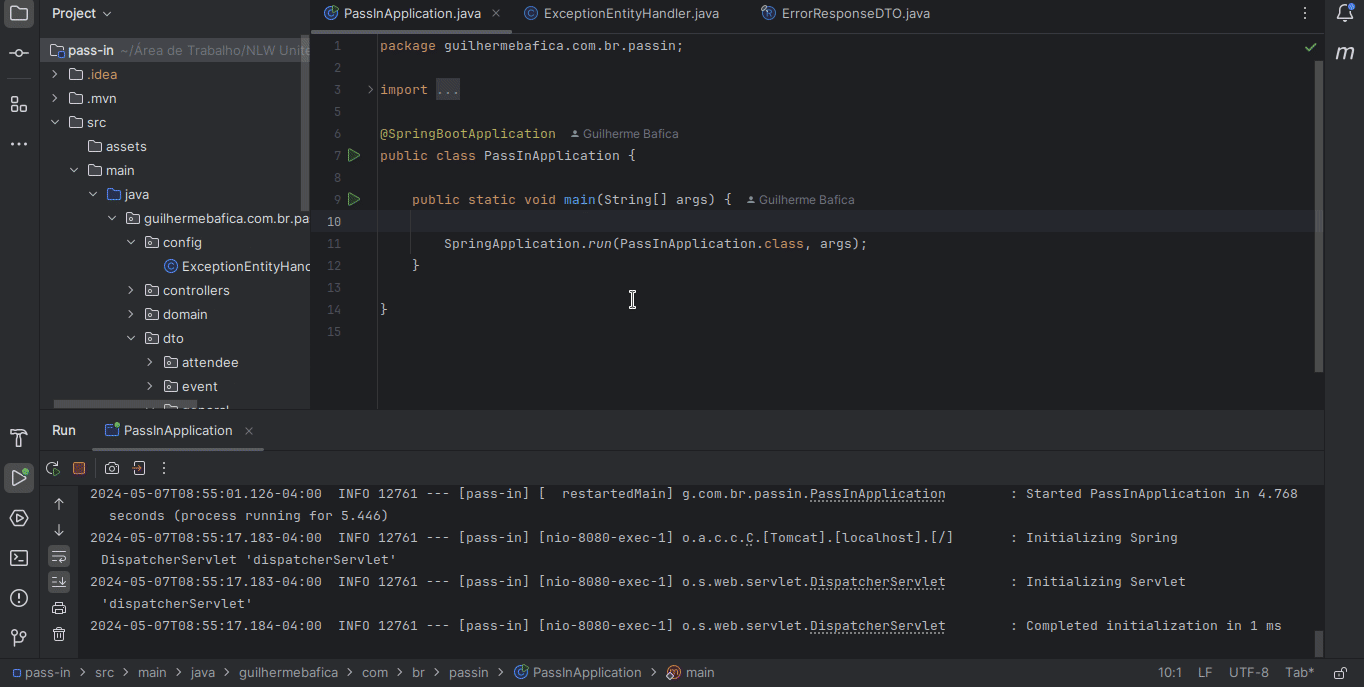 Project
PassInApplication.java
ExceptionEntityHandler.java
ErrorResponseDTO.java
pass-in ~/Área de Trabalho/NLW Unite
.idea
.mvn
src
assets
main
java
guilhermebafica.com.br.pa
config
ExceptionEntityHand
controllers
domain
dto
attendee
event
general
1 package guilhermebafica.com.br.passin;
2
3 import ...
5
6 @SpringBootApplication Guilherme Bafica
7 public class PassInApplication {
8
9 public static void main(String[] args) { Guilherme Bafica
10
11 SpringApplication.run(PassInApplication.class, args);
12 }
13
14 }
15
m
Run PassInApplication
2024-05-07T08:55:01.126-04:00 INFO 12761 --- [pass-in] [ restartedMain] g.com.br.passin.PassInApplication : Started PassInApplication in 4.768
seconds (process running for 5.446)
2024-05-07T08:55:17.183-04:00 INFO 12761 --- [pass-in] [nio-8080-exec-1] o.a.c.c.C.[Tomcat].[localhost].[/] : Initializing Spring
DispatcherServlet 'dispatcherServlet'
2024-05-07T08:55:17.183-04:00 INFO 12761 --- [pass-in] [nio-8080-exec-1] o.s.web.servlet.DispatcherServlet : Initializing Servlet
'dispatcherServlet'
2024-05-07T08:55:17.184-04:00 INFO 12761 --- [pass-in] [nio-8080-exec-1] o.s.web.servlet.DispatcherServlet : Completed initialization in 1 ms
pass-in > src > main > java > guilhermebafica > com > br > passin > PassInApplication > main 10:1 LF UTF-8 Tab*